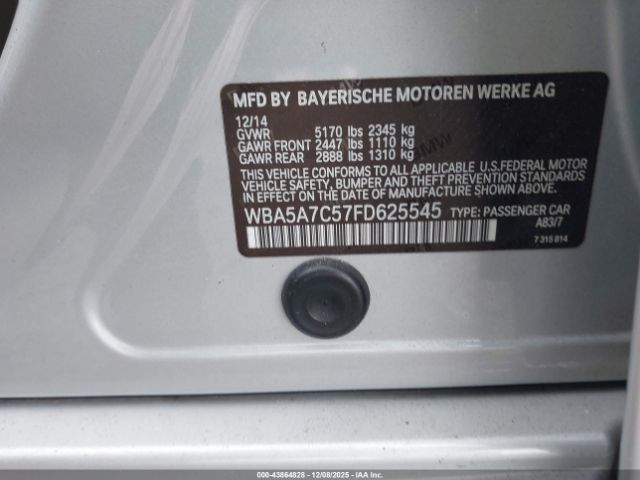 MFD BY BAYERISCHE MOTOREN WERKE AG
12/14
GVWR 5170 lbs 2345 kg
GAWR FRONT 2447 lbs 1110 kg
GAWR REAR 2888 lbs 1310 kg
THIS VEHICLE CONFORMS TO ALL APPLICABLE U.S.FEDERAL MOTOR
VEHICLE SAFETY, BUMPER, AND THEFT PREVENTION STANDARDS IN
EFFECT ON THE DATE OF MANUFACTURE SHOWN ABOVE.
WBA5A7C57FD625545 TYPE: PASSENGER CAR
A83/7
7 315 814
000-43864828 - 12/08/2025 - IAAI, Inc.